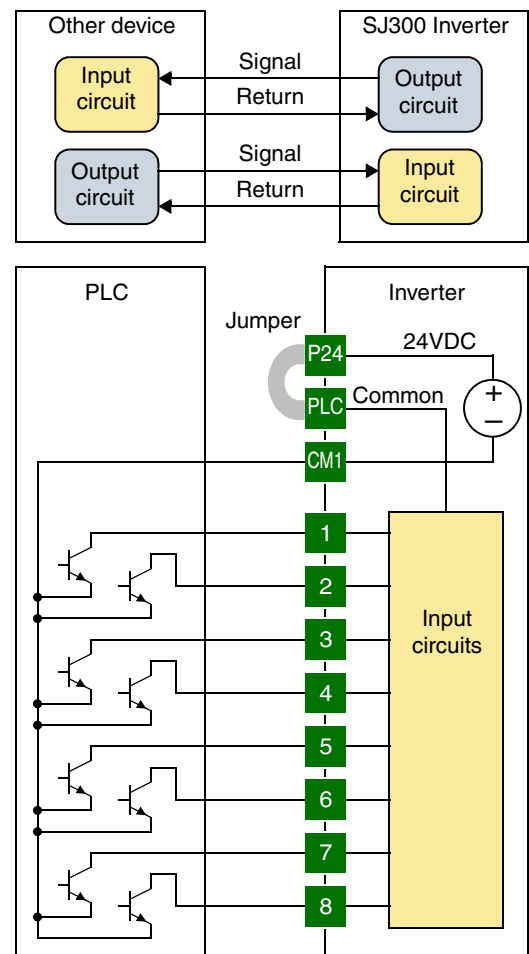 Other device
SJ300 Inverter
Input
circuit
Signal
Return
Output
circuit
Output
circuit
Signal
Return
Input
circuit
PLC
Inverter
Jumper
P24
24VDC
PLC
Common
+
–
CM1
1
2
3
4
5
6
7
8
Input
circuits